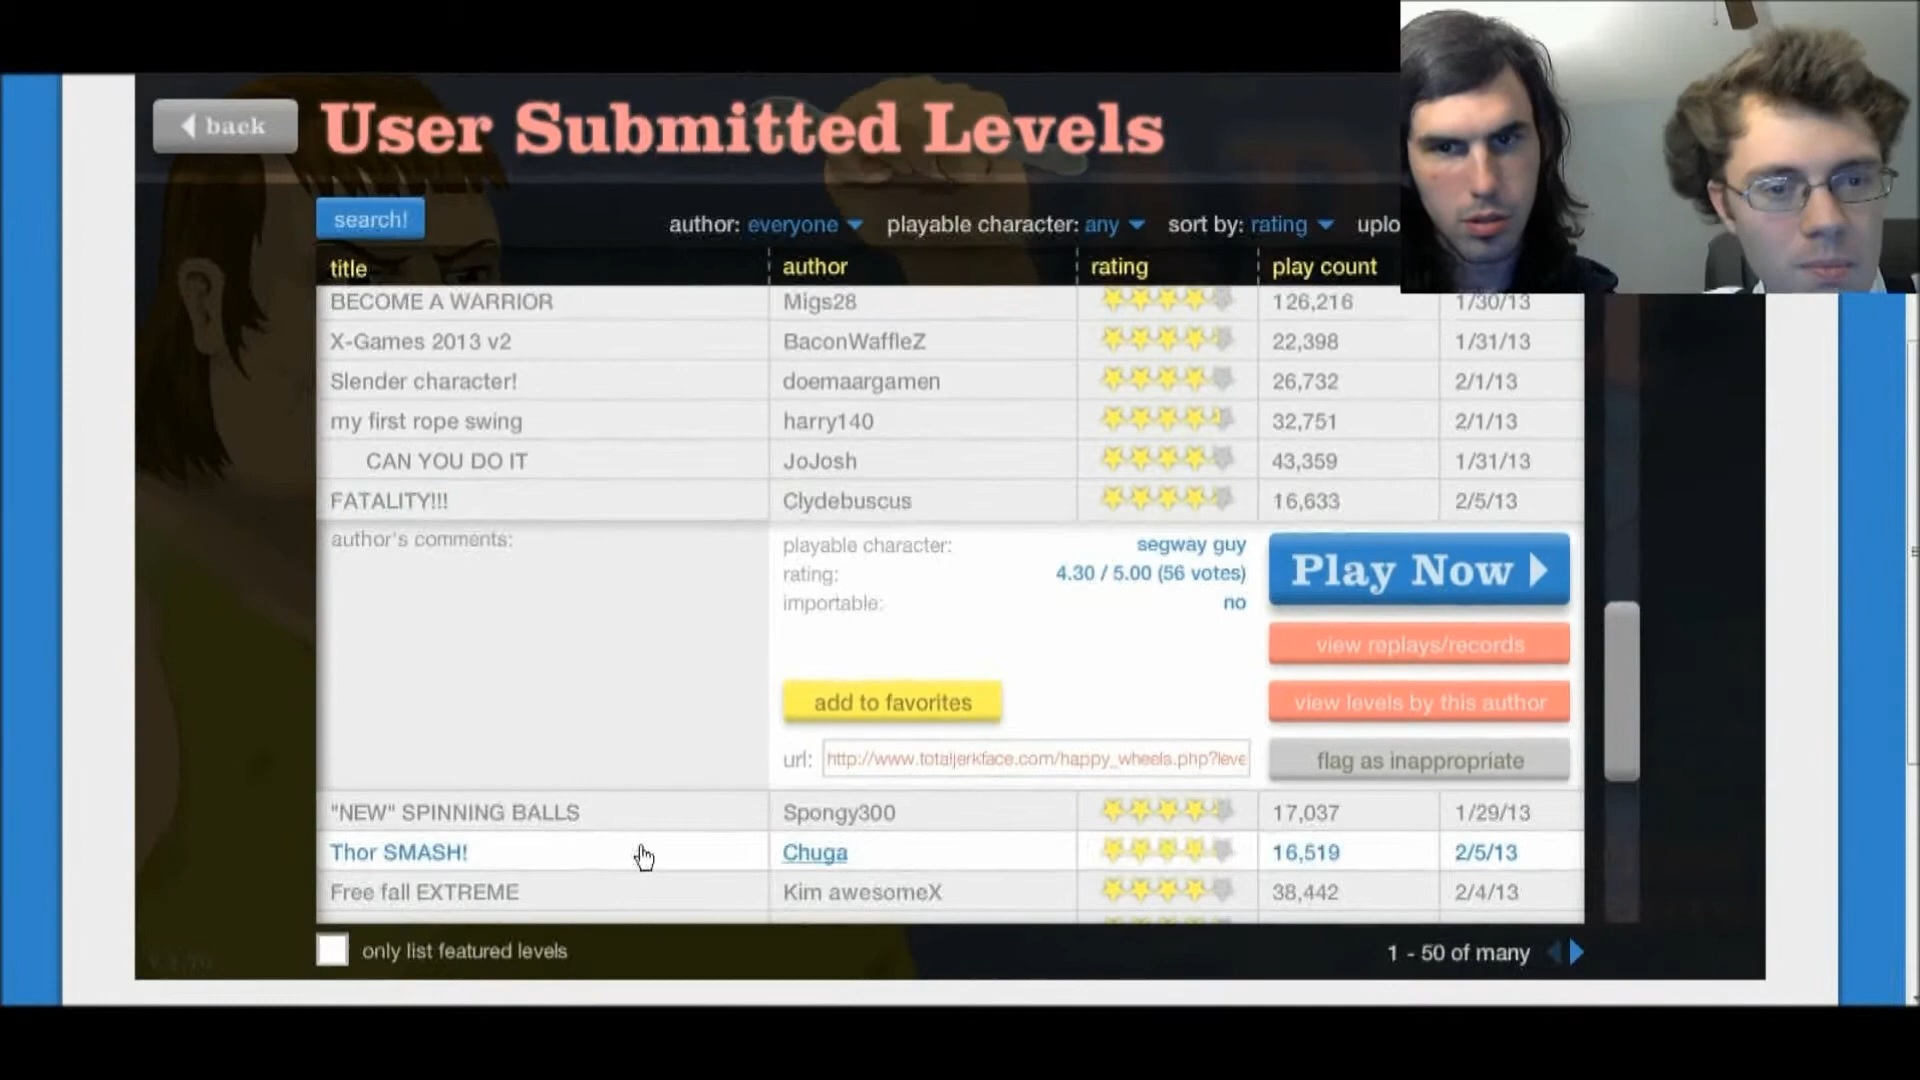 back
User Submitted Levels
search!
author: everyone playable character: any sort by: rating uplo
title author rating play count
BECOME A WARRIOR Migs28 126,216 1/30/13
X-Games 2013 v2 BaconWaffleZ 22,398 1/31/13
Slender character! doemaargamen 26,732 2/1/13
my first rope swing harry140 32,751 2/1/13
CAN YOU DO IT JoJosh 43,359 1/31/13
FATALITY!!! Clydebuscus 16,633 2/5/13
author's comments:
playable character: segway guy
rating: 4.30 / 5.00 (56 votes)
importable: no
Play Now
view replays/records
add to favorites
view levels by this author
url: http://www.totaljerkface.com/happy_wheels.php?leve
flag as inappropriate
"NEW" SPINNING BALLS Spongy300 17,037 1/29/13
Thor SMASH! Chuga 16,519 2/5/13
Free fall EXTREME Kim awesomeX 38,442 2/4/13
only list featured levels
1 - 50 of many